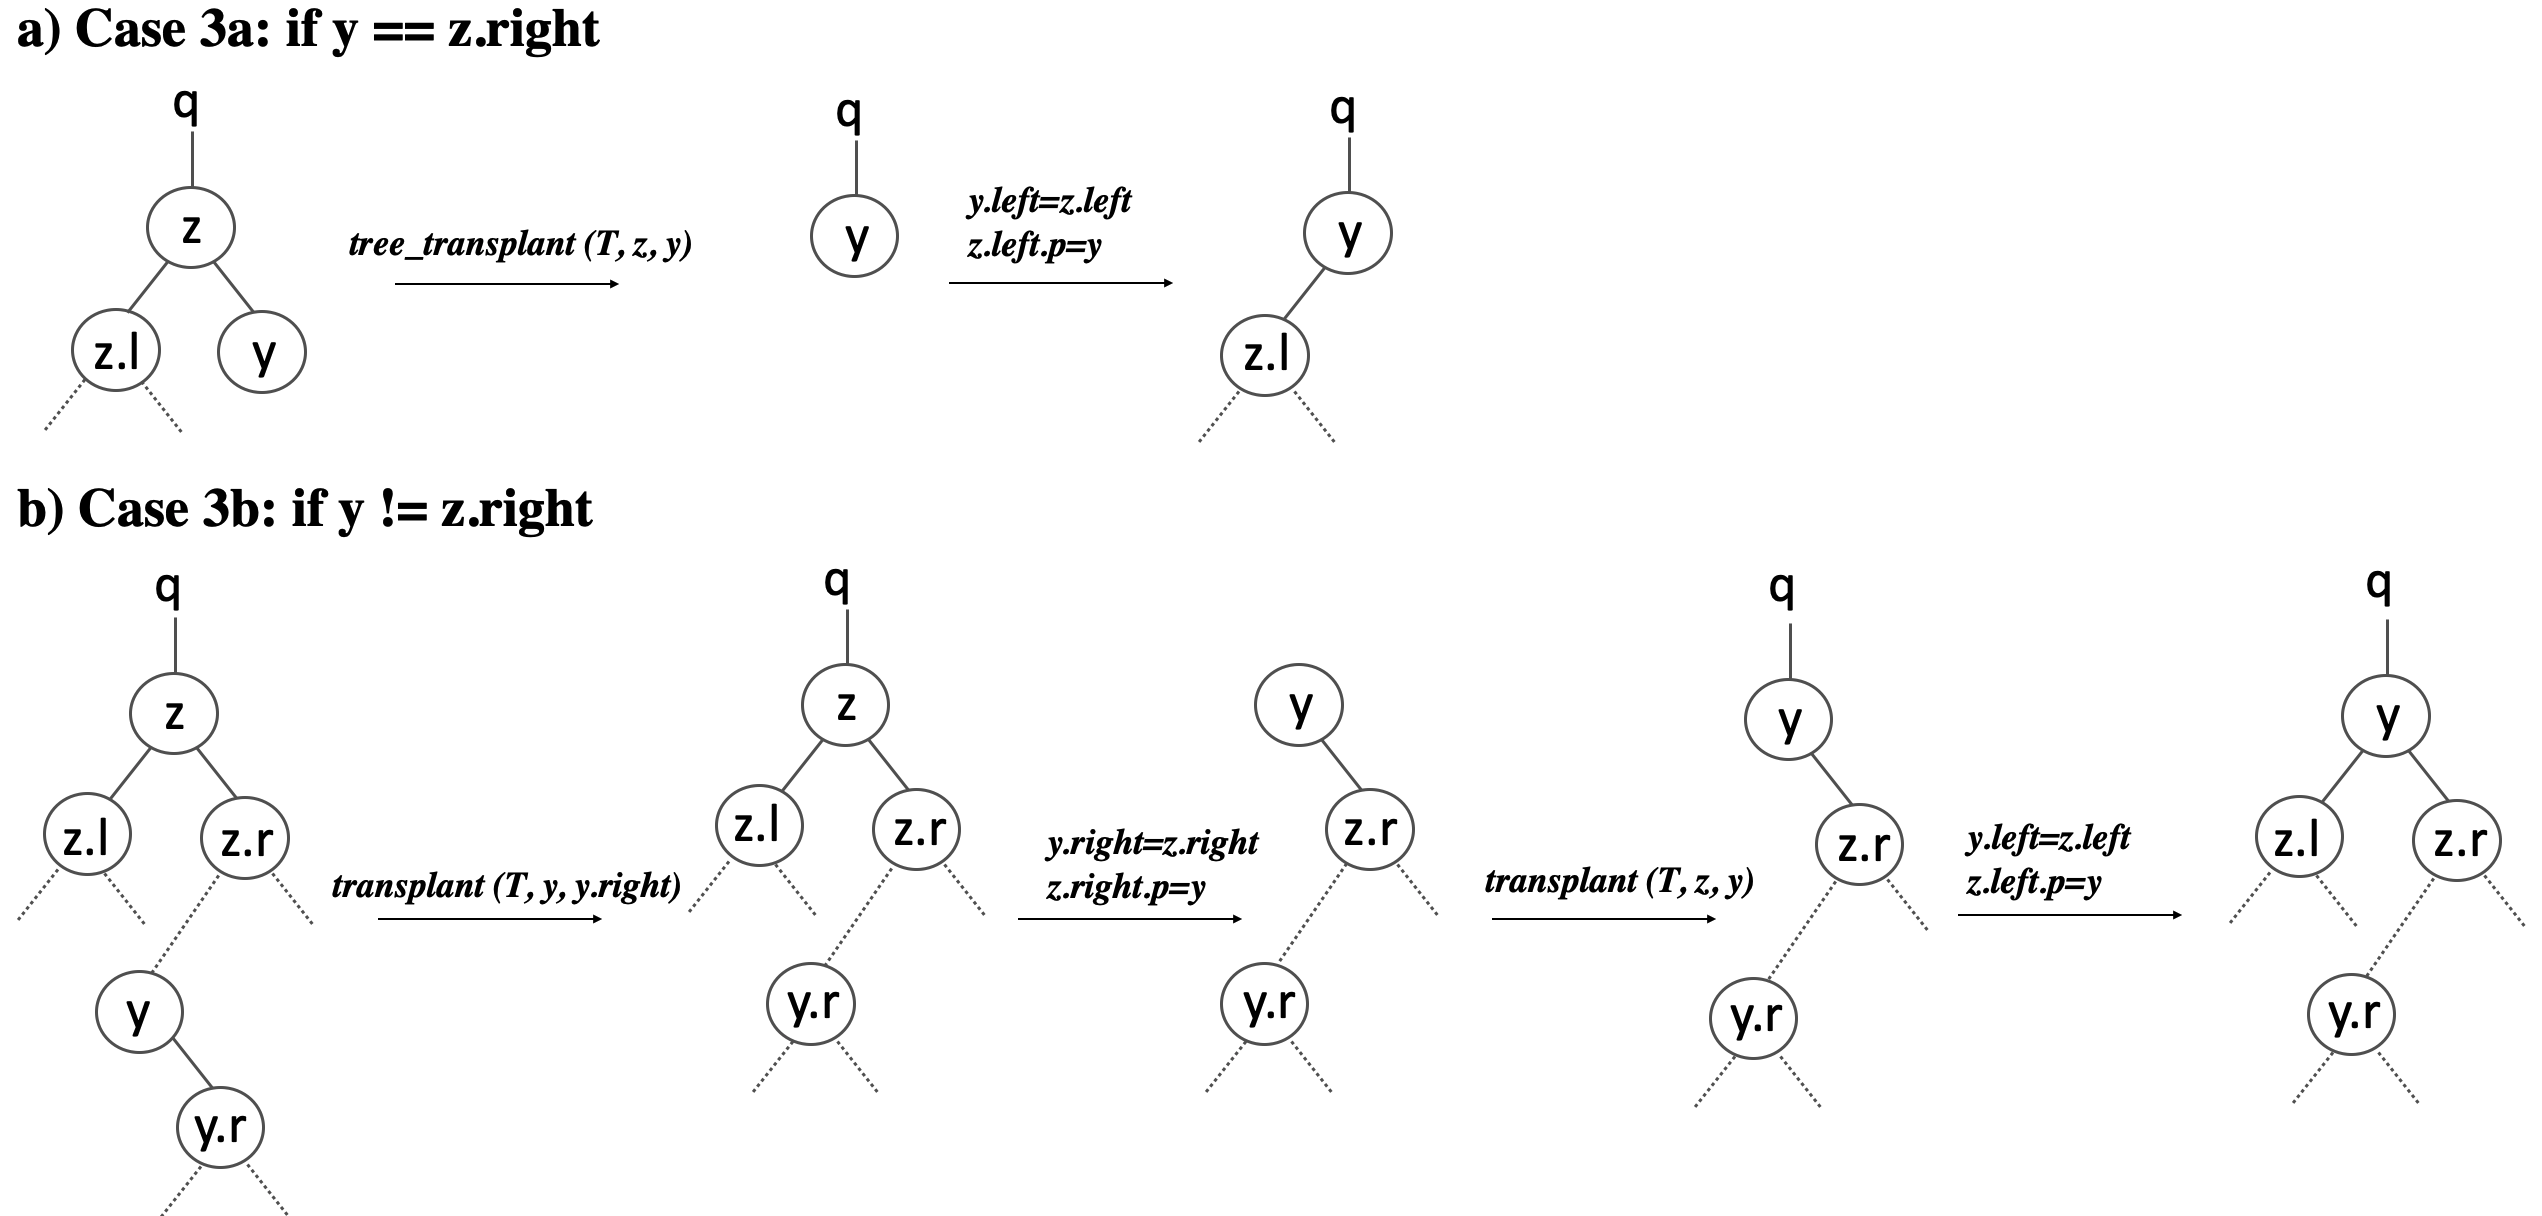 a) Case 3a: if y == z.right
q
z
z.l
y
tree_transplant (T, z, y)
q
y
y.left=z.left
z.left.p=y
q
y
z.l
b) Case 3b: if y != z.right
q
z
z.l
z.r
y
y.r
transplant (T, y, y.right)
q
z
z.l
z.r
y.r
y.right=z.right
z.right.p=y
y
z.r
y.r
transplant (T, z, y)
q
y
z.r
y.r
y.left=z.left
z.left.p=y
q
y
z.l
z.r
y.r